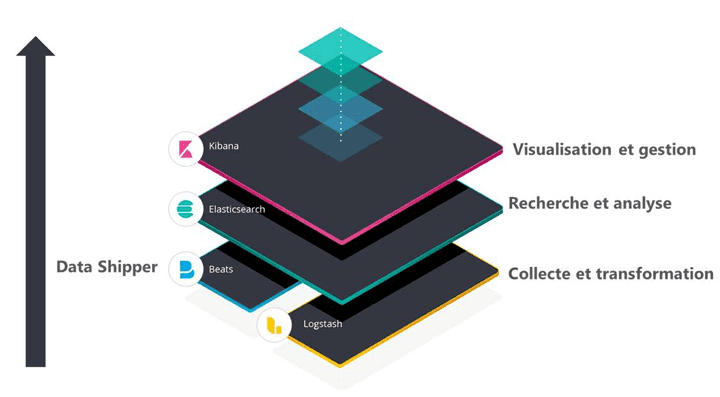 Kibana
Visualisation et gestion
Elasticsearch
Recherche et analyse
Data Shipper
Beats
Collecte et transformation
Logstash